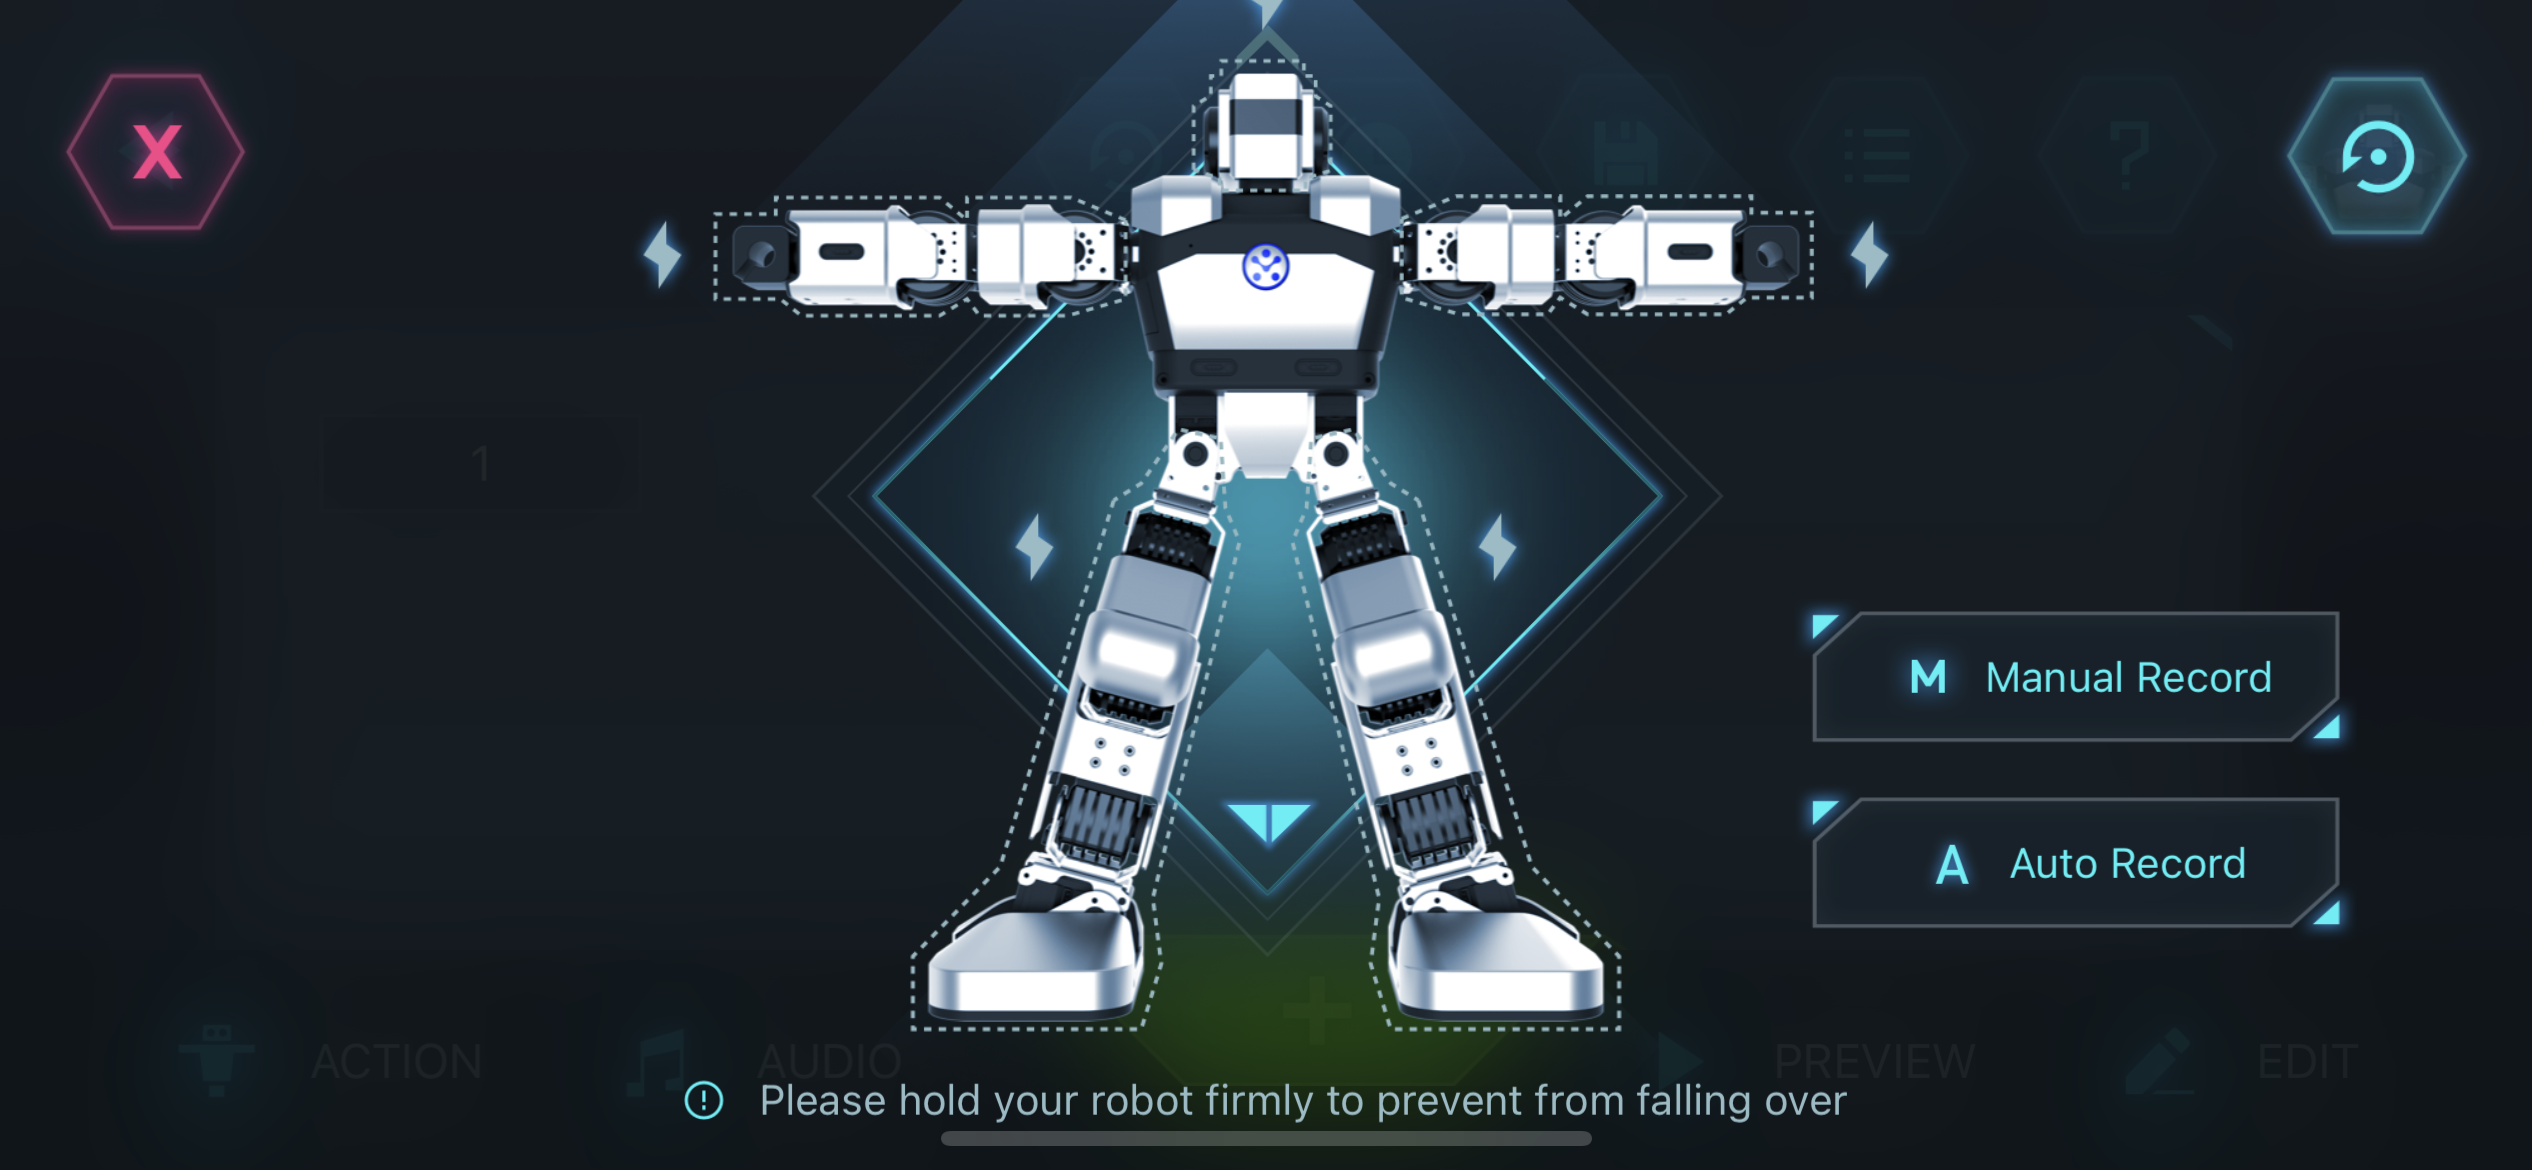 X
?
1
M Manual Record
A Auto Record
ACTION
AUDIO
PREVIEW
EDIT
Please hold your robot firmly to prevent from falling over